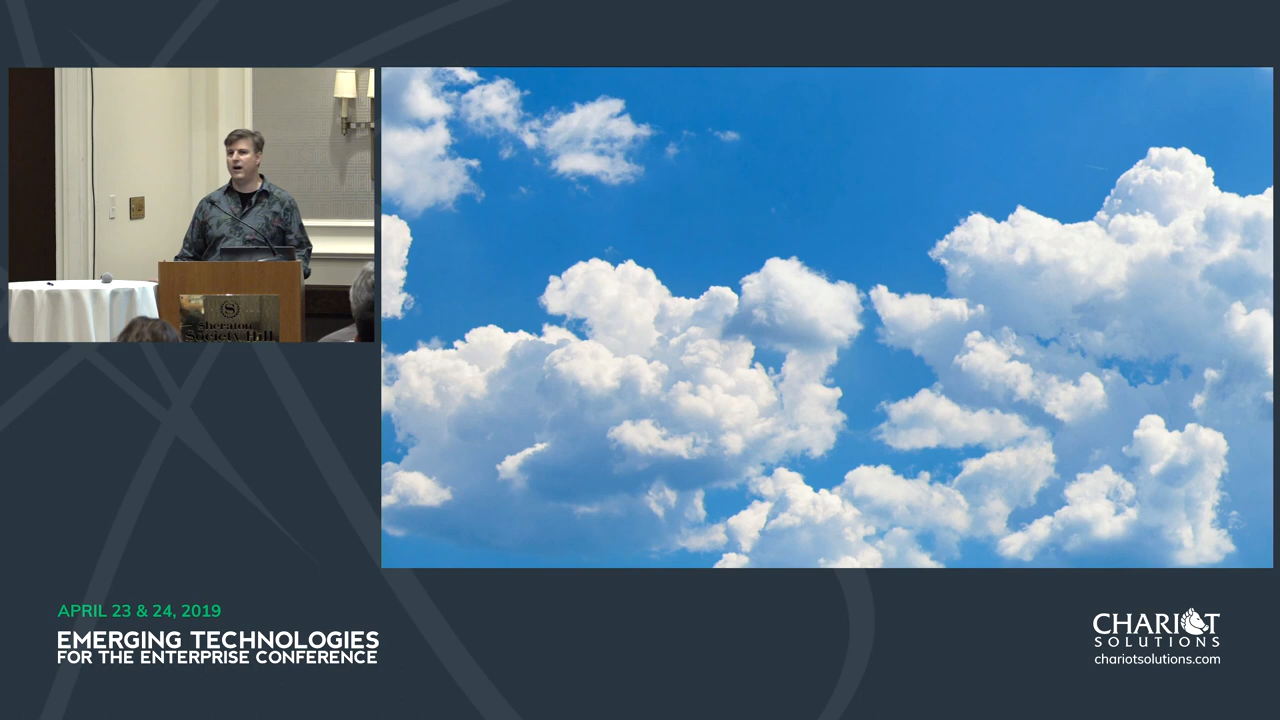 Sheraton
Society Hill
APRIL 23 & 24, 2019
EMERGING TECHNOLOGIES
FOR THE ENTERPRISE CONFERENCE
CHARIOT
SOLUTIONS
chariotsolutions.com